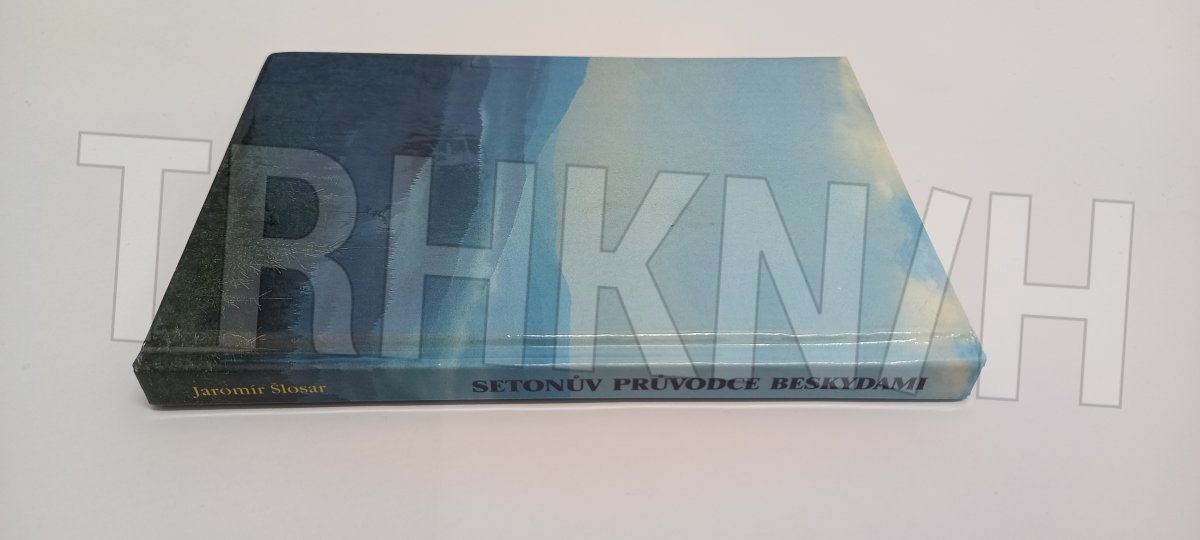 TRHKNIH
Jaromír Šlosar
SETONŮV PRŮVODCE BESKYDAMI